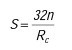 S = 32n / R_c